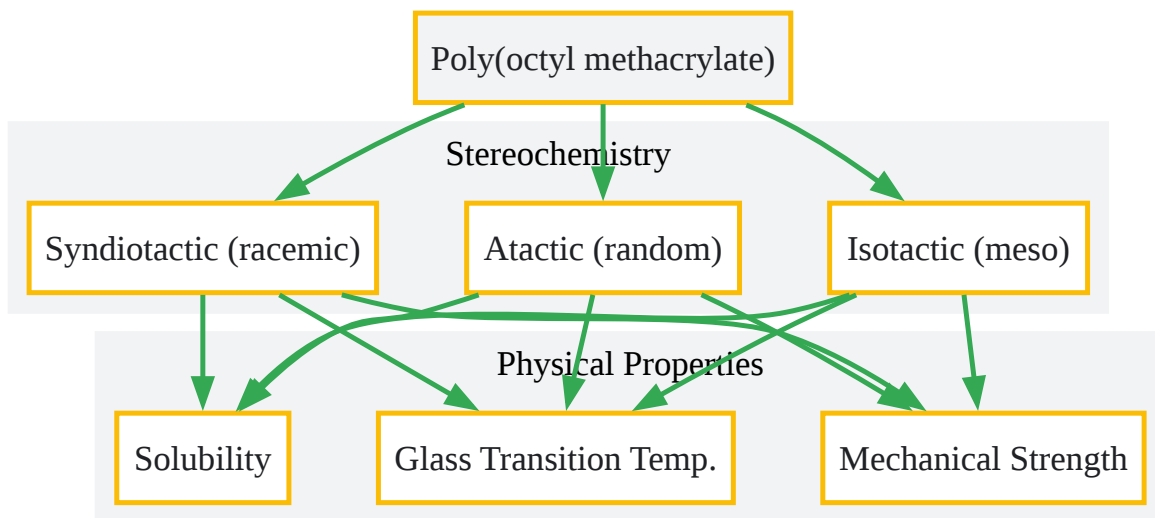 Poly(octyl methacrylate)
Stereochemistry
Syndiotactic (racemic)
Atactic (random)
Isotactic (meso)
Physical Properties
Solubility
Glass Transition Temp.
Mechanical Strength